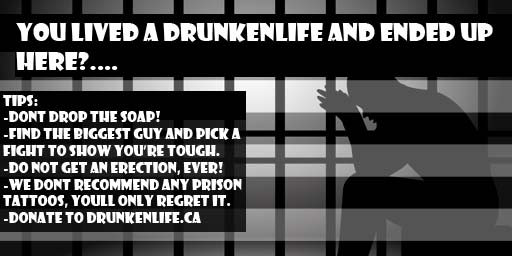 YOU LIVED A DRUNKENLIFE AND ENDED UP
HERE?....
TIPS:
-DONT DROP THE SOAP!
-FIND THE BIGGEST GUY AND PICK A
FIGHT TO SHOW YOU'RE TOUGH.
-DO NOT GET AN ERECTION, EVER!
-WE DONT RECOMMEND ANY PRISON
TATTOOS, YOULL ONLY REGRET IT.
-DONATE TO DRUNKENLIFE.CA